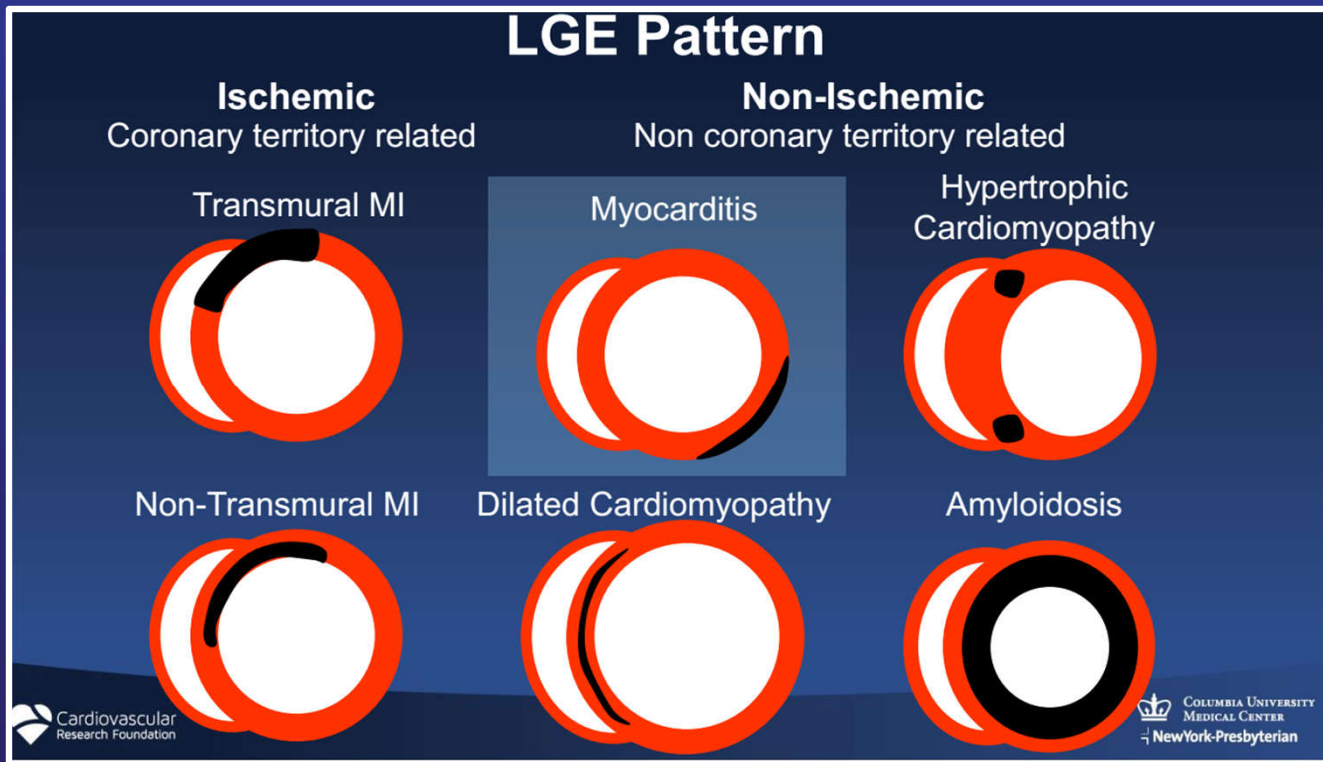 LGE Pattern
Ischemic
Coronary territory related
Non-Ischemic
Non coronary territory related
Transmural MI
Myocarditis
Hypertrophic
Cardiomyopathy
Non-Transmural MI
Dilated Cardiomyopathy
Amyloidosis
Cardiovascular
Research Foundation
COLUMBIA UNIVERSITY
MEDICAL CENTER
NewYork-Presbyterian